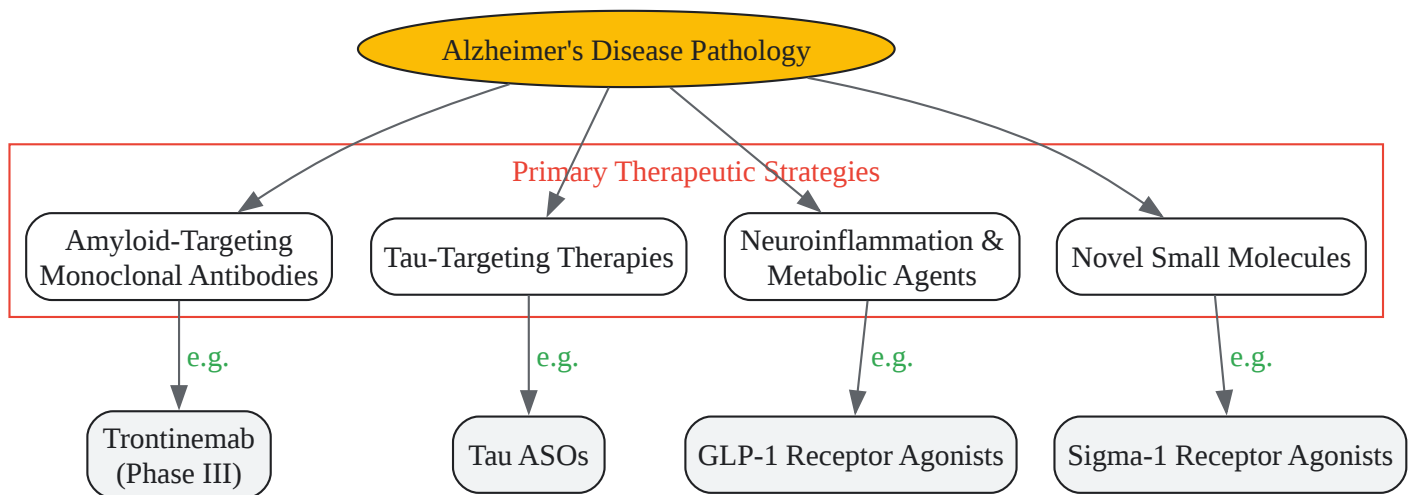 Alzheimer's Disease Pathology
Primary Therapeutic Strategies
Amyloid-Targeting
Monoclonal Antibodies
Tau-Targeting Therapies
Neuroinflammation &
Metabolic Agents
Novel Small Molecules
e.g.
e.g.
e.g.
e.g.
Trontinemab
(Phase III)
Tau ASOs
GLP-1 Receptor Agonists
Sigma-1 Receptor Agonists